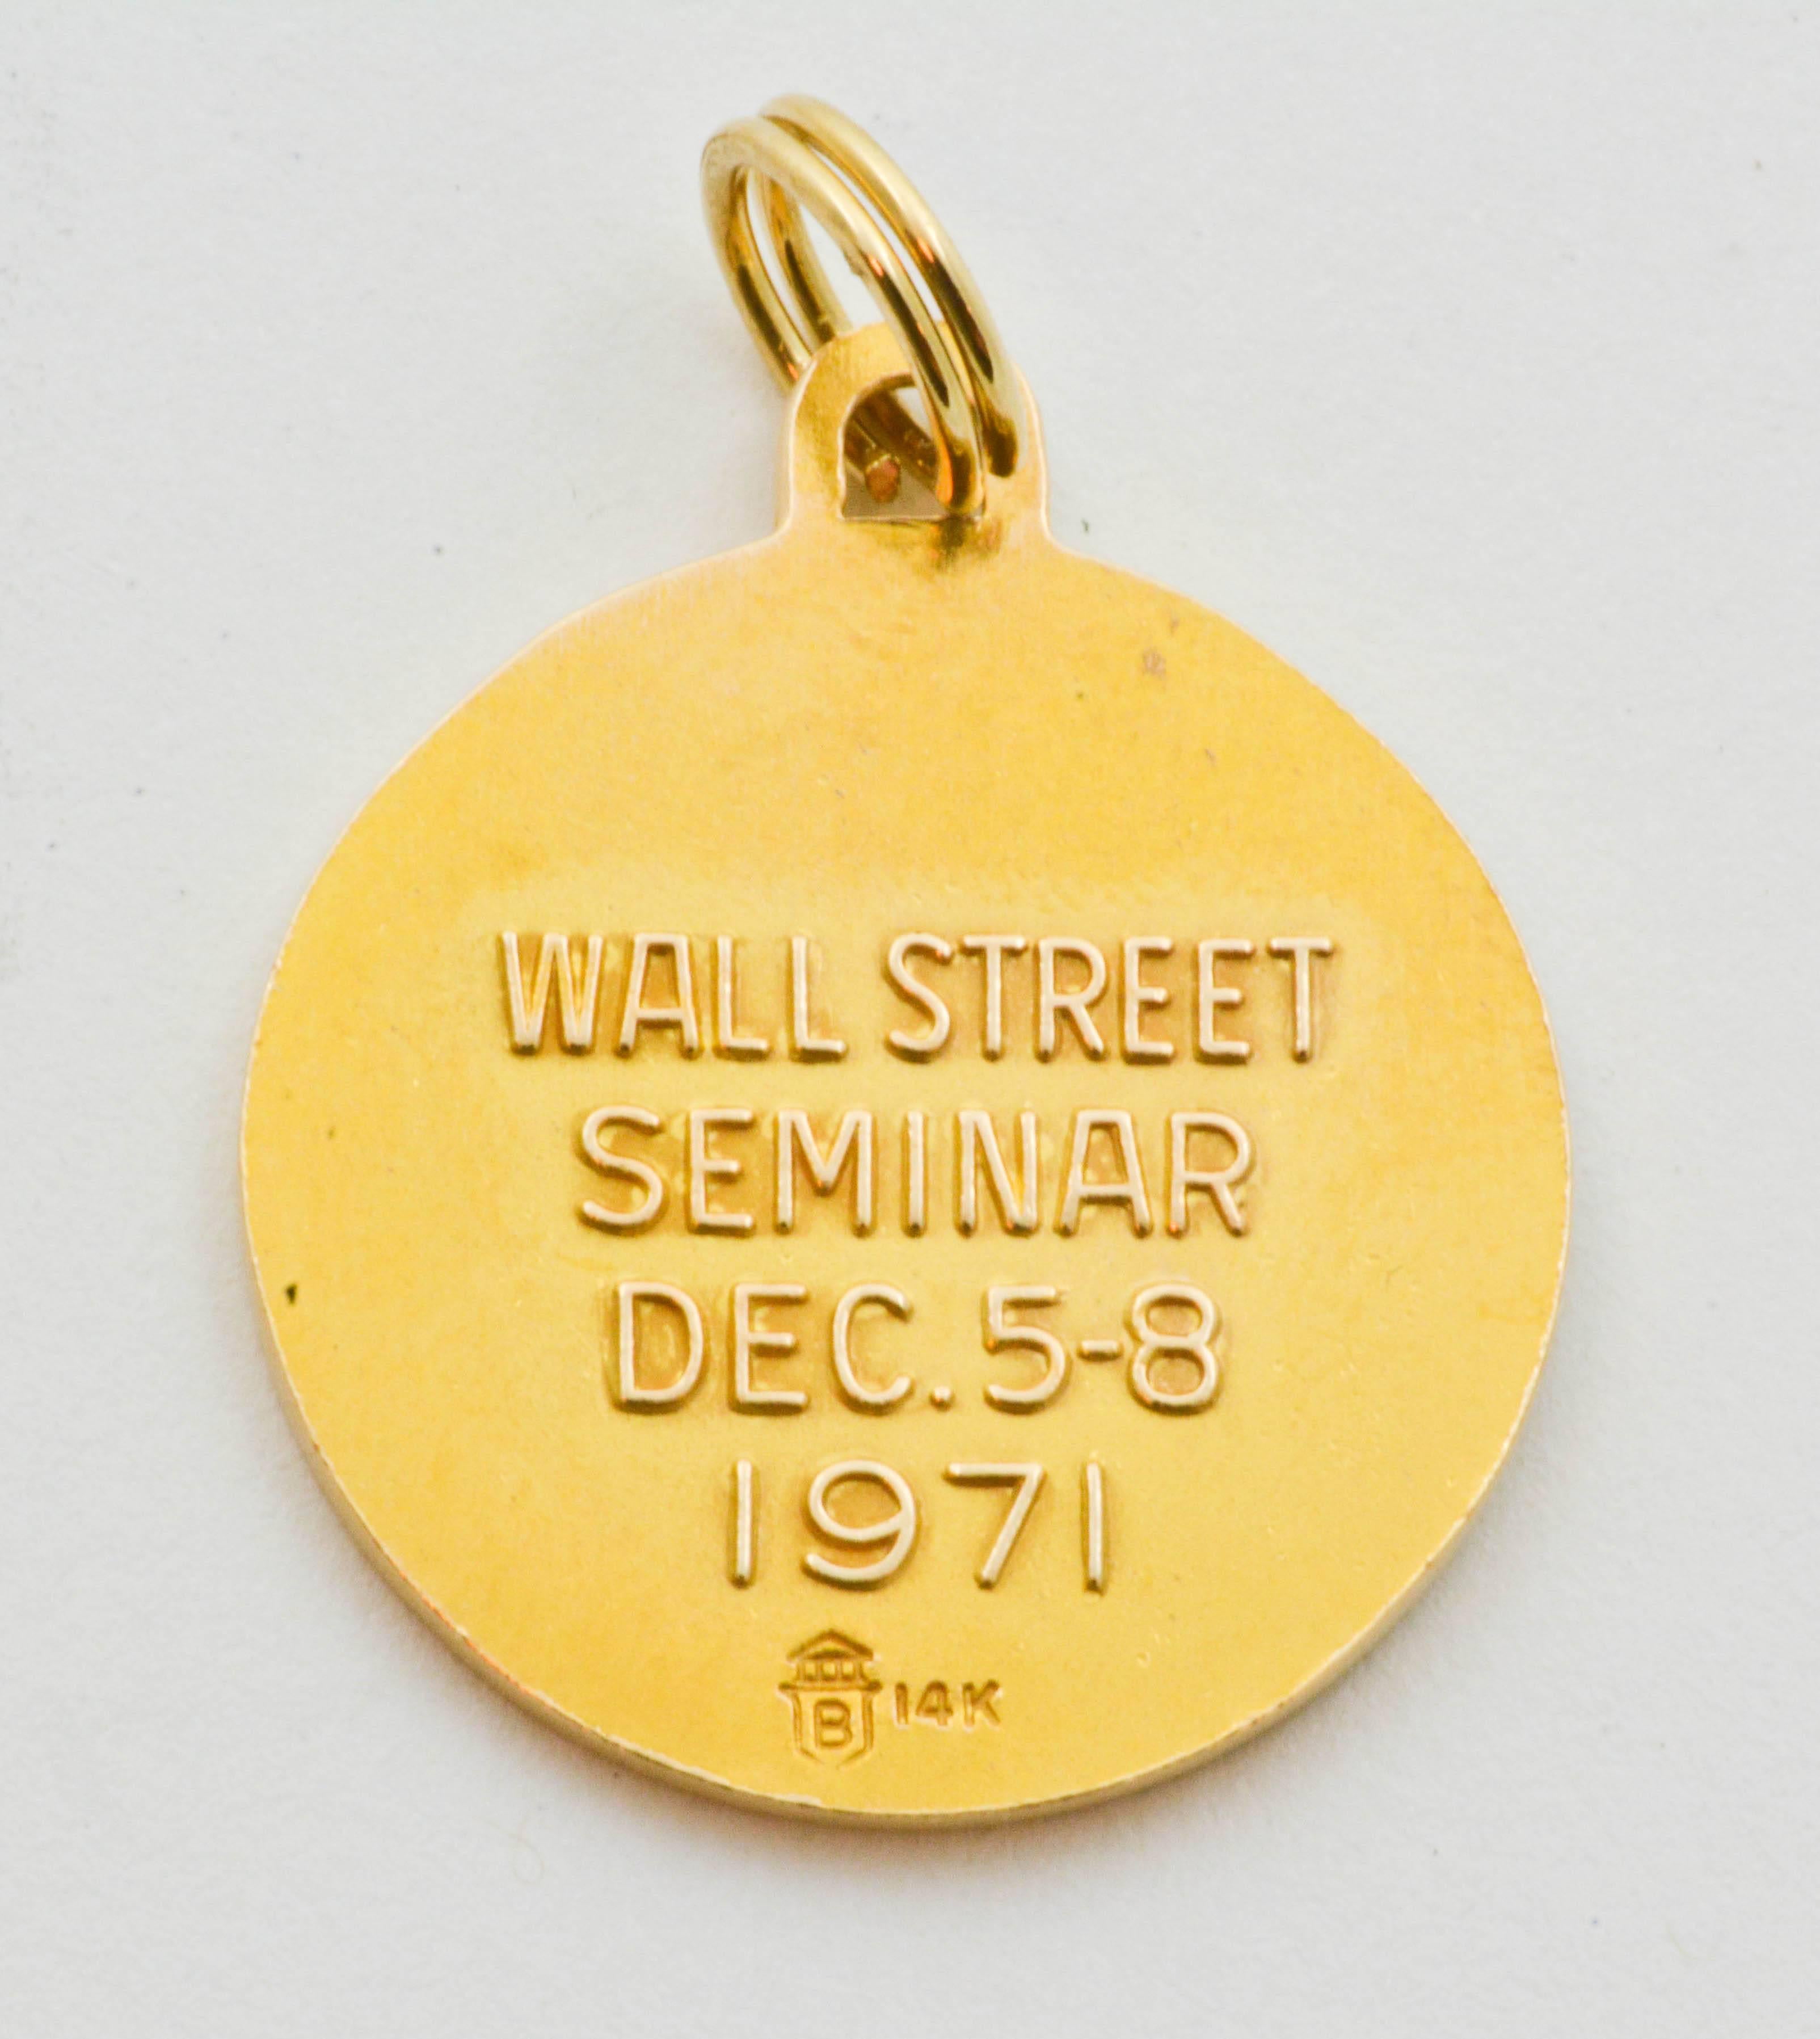 WALL STREET
SEMINAR
DEC. 5-8
1971
B 14K